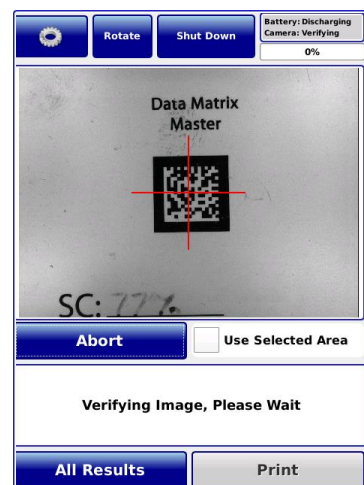 Rotate
Shut Down
Battery: Discharging
Camera: Verifying
0%
Data Matrix
Master
SC: 77%
Abort
Use Selected Area
Verifying Image, Please Wait
All Results
Print